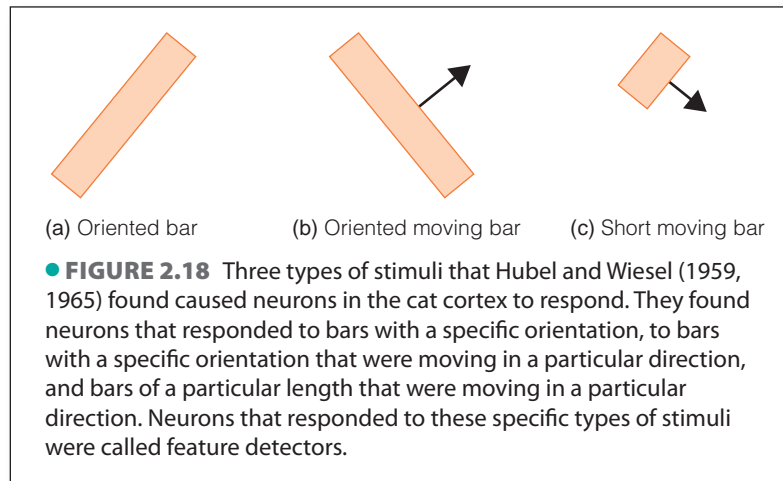 (a) Oriented bar (b) Oriented moving bar (c) Short moving bar
● FIGURE 2.18 Three types of stimuli that Hubel and Wiesel (1959,
1965) found caused neurons in the cat cortex to respond. They found
neurons that responded to bars with a specific orientation, to bars
with a specific orientation that were moving in a particular direction,
and bars of a particular length that were moving in a particular
direction. Neurons that responded to these specific types of stimuli
were called feature detectors.